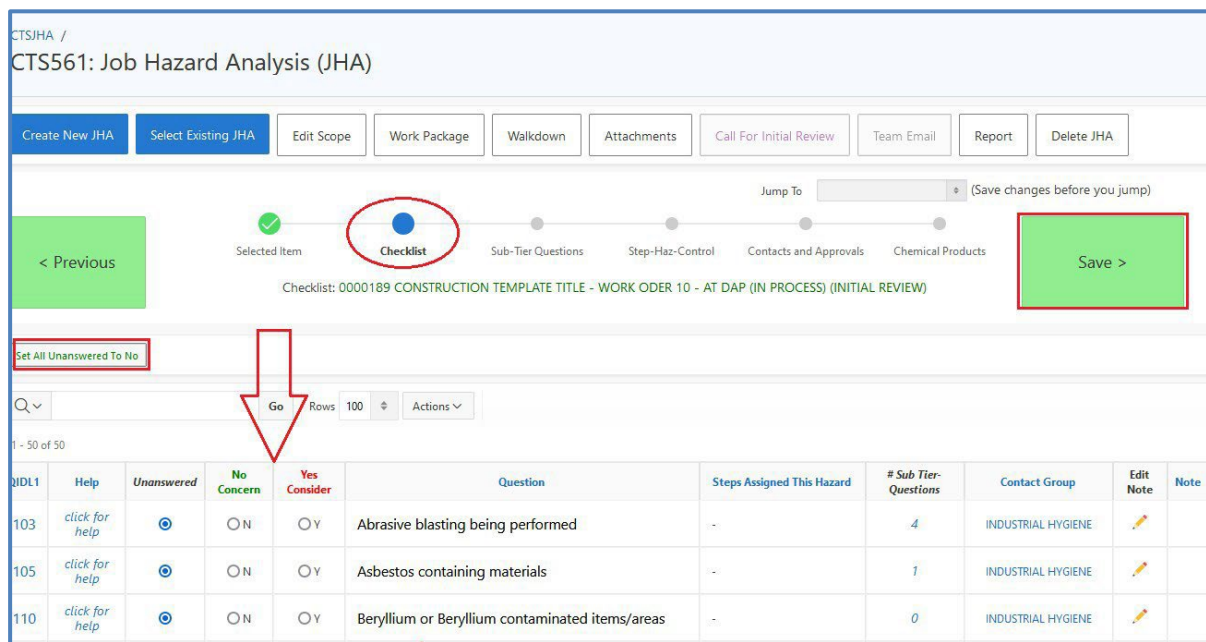 CTSJHA /
CTS561: Job Hazard Analysis (JHA)
Create New JHA Select Existing JHA Edit Scope Work Package Walkdown Attachments Call For Initial Review Team Email Report Delete JHA
Jump To (Save changes before you jump)
< Previous
Selected Item Checklist Sub-Tier Questions Step-Haz-Control Contacts and Approvals Chemical Products
Save >
Checklist: 0000189 CONSTRUCTION TEMPLATE TITLE - WORK ODER 10 - AT DAP (IN PROCESS) (INITIAL REVIEW)
Set All Unanswered To No
Go Rows 100 Actions
1 - 50 of 50
QIDL1 Help Unanswered No Concern Yes Consider Question Steps Assigned This Hazard # Sub Tier-Questions Contact Group Edit Note Note
103 click for help N Y Abrasive blasting being performed - 4 INDUSTRIAL HYGIENE
105 click for help N Y Asbestos containing materials - 1 INDUSTRIAL HYGIENE
110 click for help N Y Beryllium or Beryllium contaminated items/areas - 0 INDUSTRIAL HYGIENE